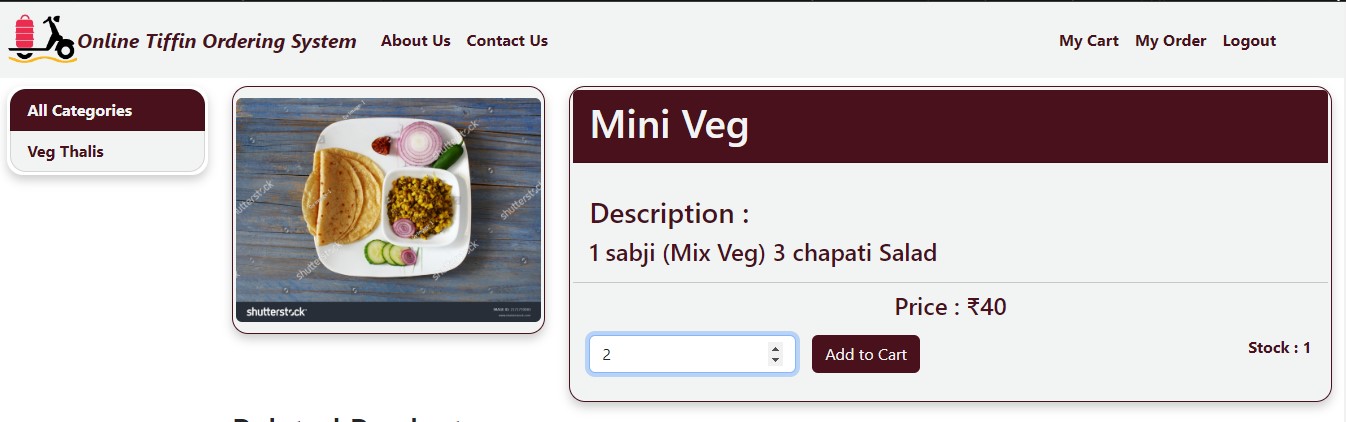 Online Tiffin Ordering System About Us Contact Us My Cart My Order Logout
All Categories
Veg Thalis
shutterstock
Mini Veg
Description :
1 sabji (Mix Veg) 3 chapati Salad
Price : ₹40
2 Add to Cart Stock : 1